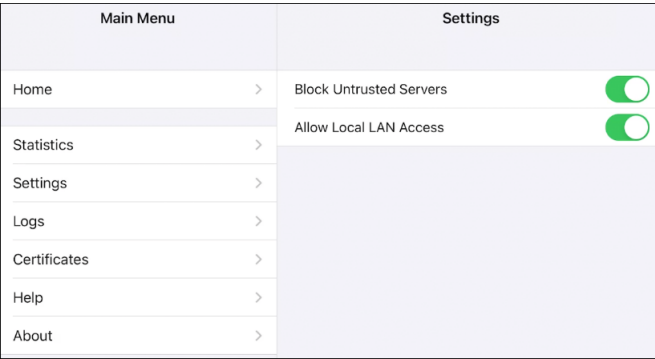 Main Menu
Home
Statistics
Settings
Logs
Certificates
Help
About
Settings
Block Untrusted Servers
Allow Local LAN Access